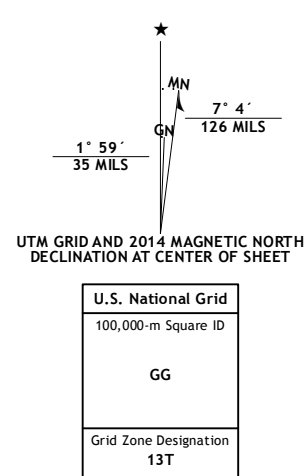 ★
MN
7° 4´
126 MILS
GN
1° 59´
35 MILS
UTM GRID AND 2014 MAGNETIC NORTH
DECLINATION AT CENTER OF SHEET
U.S. National Grid
100,000-m Square ID
GG
Grid Zone Designation
13T